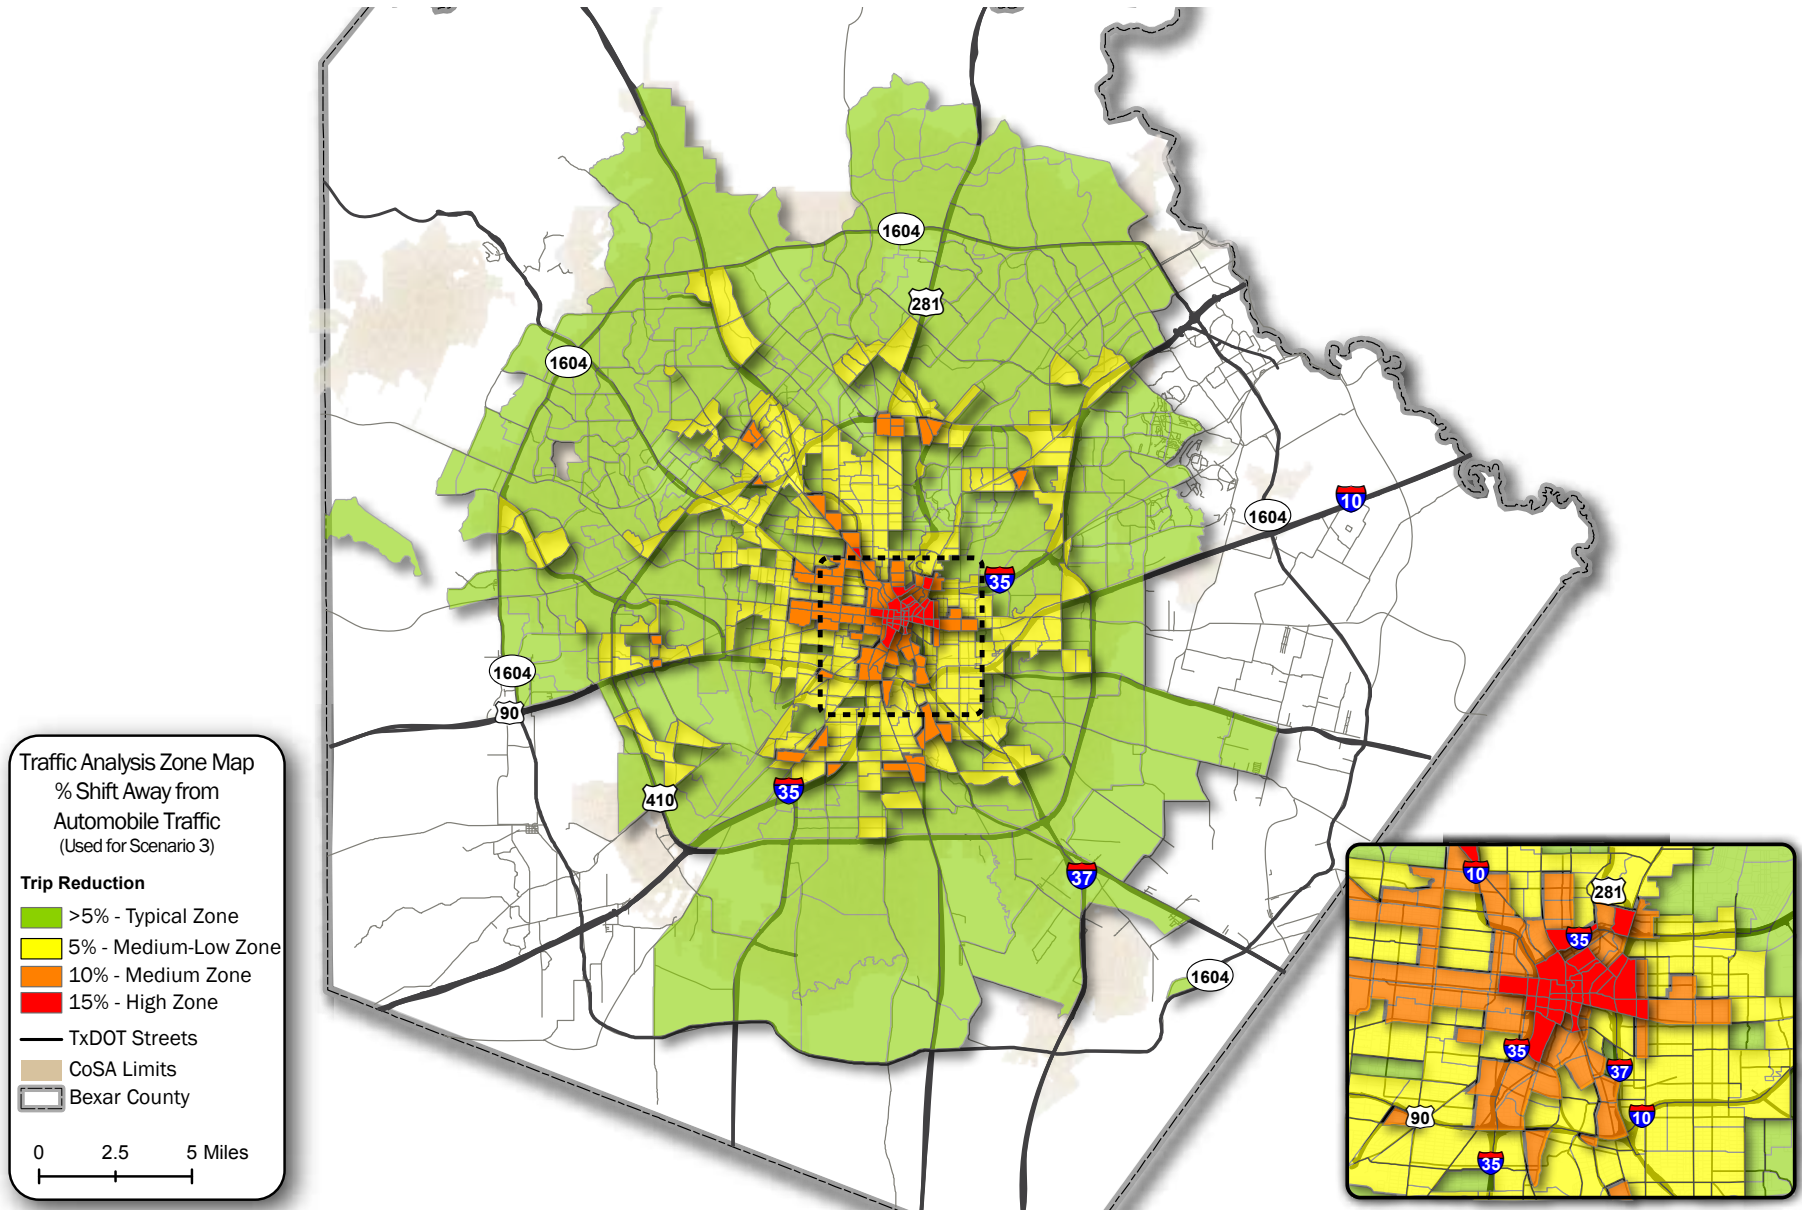 1604
281
1604
10
1604
35
1604
90
410
35
37
1604
Traffic Analysis Zone Map
% Shift Away from
Automobile Traffic
(Used for Scenario 3)
Trip Reduction
>5% - Typical Zone
5% - Medium-Low Zone
10% - Medium Zone
15% - High Zone
TxDOT Streets
CoSA Limits
Bexar County
0 2.5 5 Miles
10
281
35
35
37
90
10
35